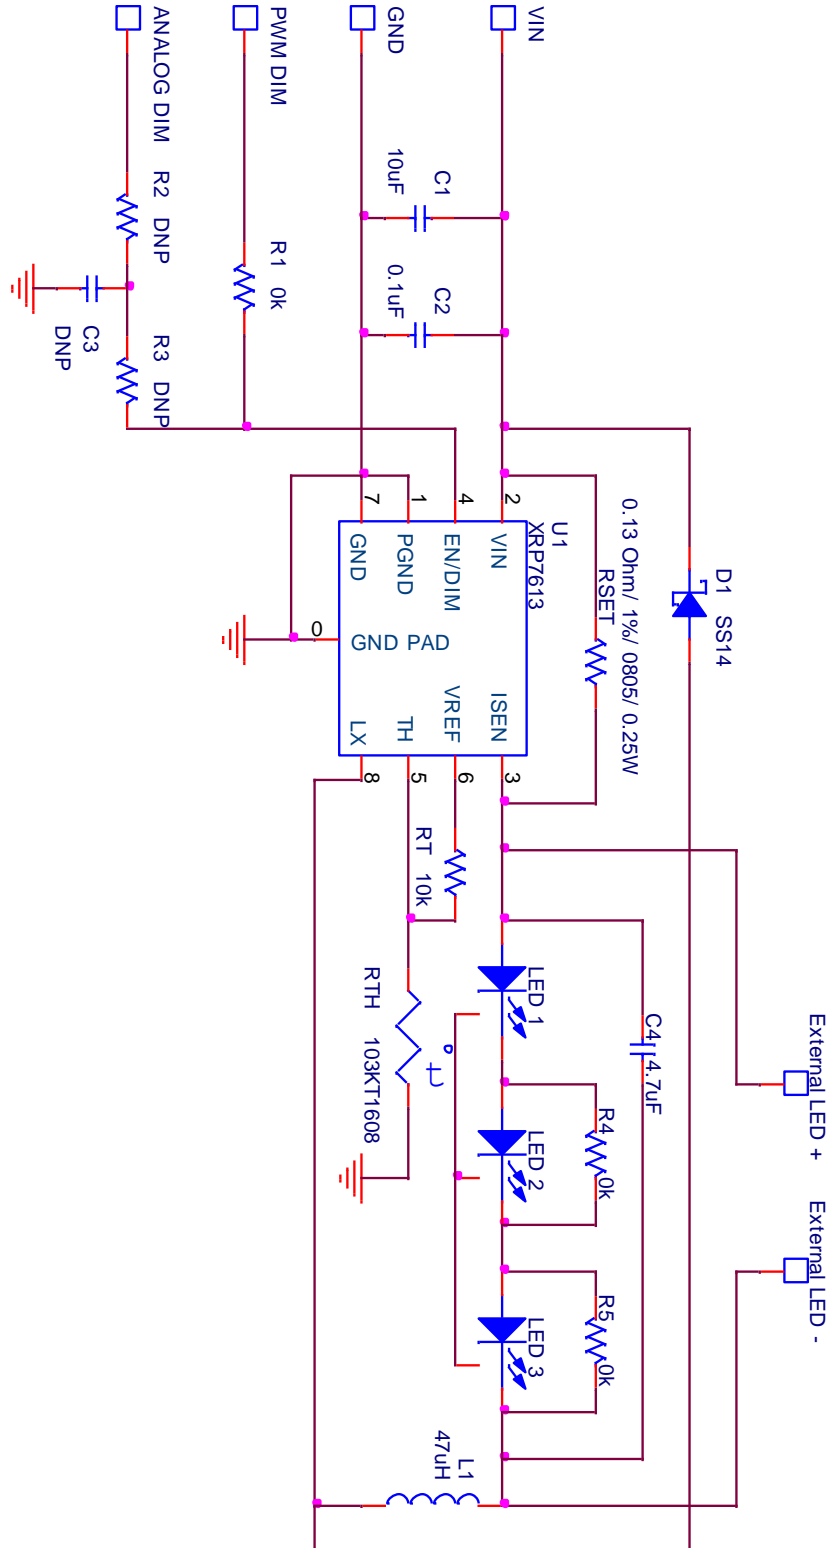 VIN
GND
PWM DIM
ANALOG DIM
C1
10uF
C2
0.1uF
R1 0k
R2 DNP
C3
DNP
R3 DNP
D1 SS14
0.13 Ohm/ 1%/ 0805/ 0.25W
RSET
U1
XRP7613
2
4
1
7
VIN
EN/DIM
PGND
GND
0
GND PAD
ISEN
VREF
TH
LX
3
6
5
8
RT 10k
RTH 103KT1608
t
LED 1
LED 2
LED 3
C4
4.7uF
R4
0k
R5
0k
L1
47uH
External LED +
External LED -